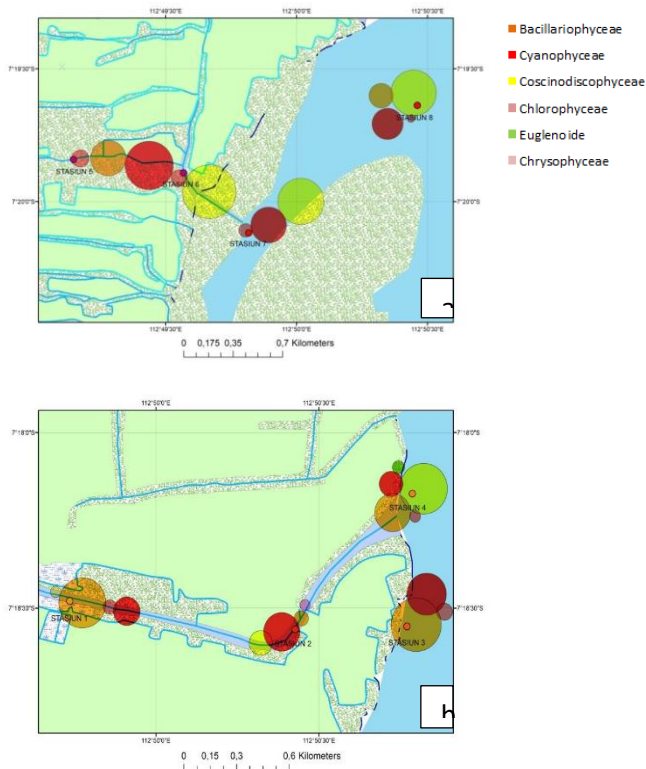 112°49'30"E 112°50'0"E 112°50'30"E
Bacillariophyceae
Cyanophyceae
Coscinodiscophyceae
Chlorophyceae
Euglenoide
Chrysophyceae
7°19'30"S 7°19'30"S
STASIUN 8
STASIUN 5
STASIUN 6
7°20'0"S 7°20'0"S
STASIUN 7
112°49'30"E 112°50'0"E 112°50'30"E
0 0,175 0,35 0,7 Kilometers
112°50'0"E 112°50'30"E
7°18'0"S 7°18'0"S
STASIUN 4
7°18'30"S 7°18'30"S
STASIUN 1
STASIUN 2
STASIUN 3
112°50'0"E 112°50'30"E
0 0,15 0,3 0,6 Kilometers